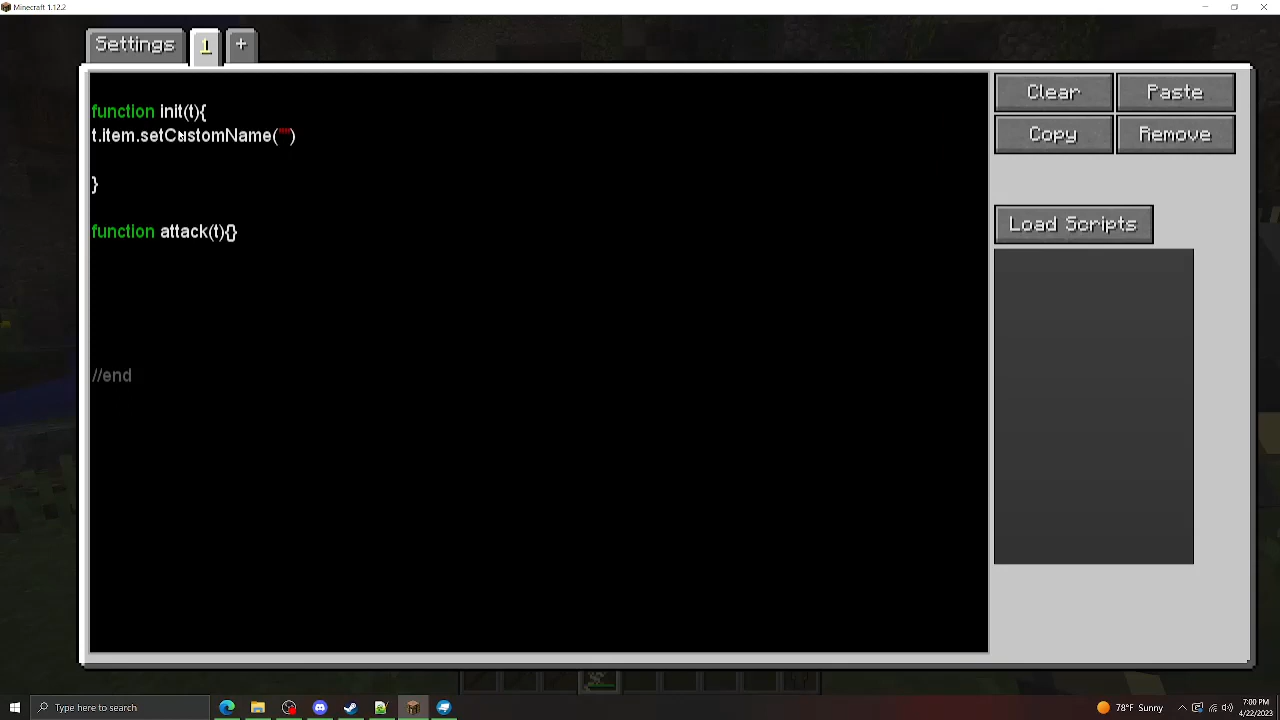 Minecraft 1.12.2
Settings
1
+
function init(t){
t.item.setCustomName("")
}
function attack(t){}
//end
Clear
Paste
Copy
Remove
Load Scripts
Type here to search
78°F Sunny
7:00 PM
4/22/2023